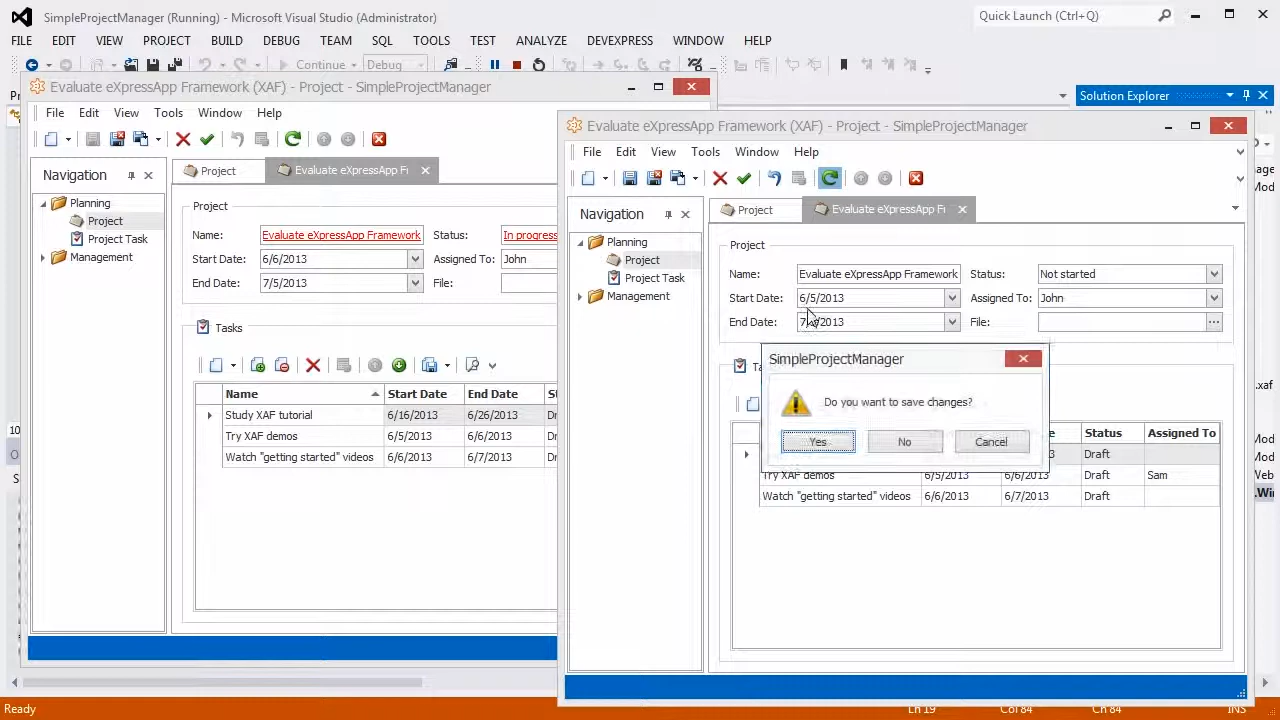 SimpleProjectManager (Running) - Microsoft Visual Studio (Administrator)
Quick Launch (Ctrl+Q)
FILE EDIT VIEW PROJECT BUILD DEBUG TEAM SQL TOOLS TEST ANALYZE DEVEXPRESS WINDOW HELP
Continue Debug
Solution Explorer
Evaluate eXpressApp Framework (XAF) - Project - SimpleProjectManager
File Edit View Tools Window Help
Navigation
Planning
Project
Project Task
Management
Project
Evaluate eXpressApp Fr
Project
Name: Evaluate eXpressApp Framework Status: In progress
Start Date: 6/6/2013 Assigned To: John
End Date: 7/5/2013 File:
Tasks
Name Start Date End Date
Study XAF tutorial 6/16/2013 6/26/2013
Try XAF demos 6/5/2013 6/6/2013
Watch "getting started" videos 6/6/2013 6/7/2013
Evaluate eXpressApp Framework (XAF) - Project - SimpleProjectManager
File Edit View Tools Window Help
Navigation
Planning
Project
Project Task
Management
Project
Evaluate eXpressApp Fr
Project
Name: Evaluate eXpressApp Framework Status: Not started
Start Date: 6/5/2013 Assigned To: John
End Date: /2013 File:
SimpleProjectManager
Do you want to save changes?
Yes No Cancel
Status Assigned To
Draft
Try XAF demos 6/5/2013 6/6/2013 Draft Sam
Watch "getting started" videos 6/6/2013 6/7/2013 Draft
Ready Ln 19 Col 84 Ch 84 INS